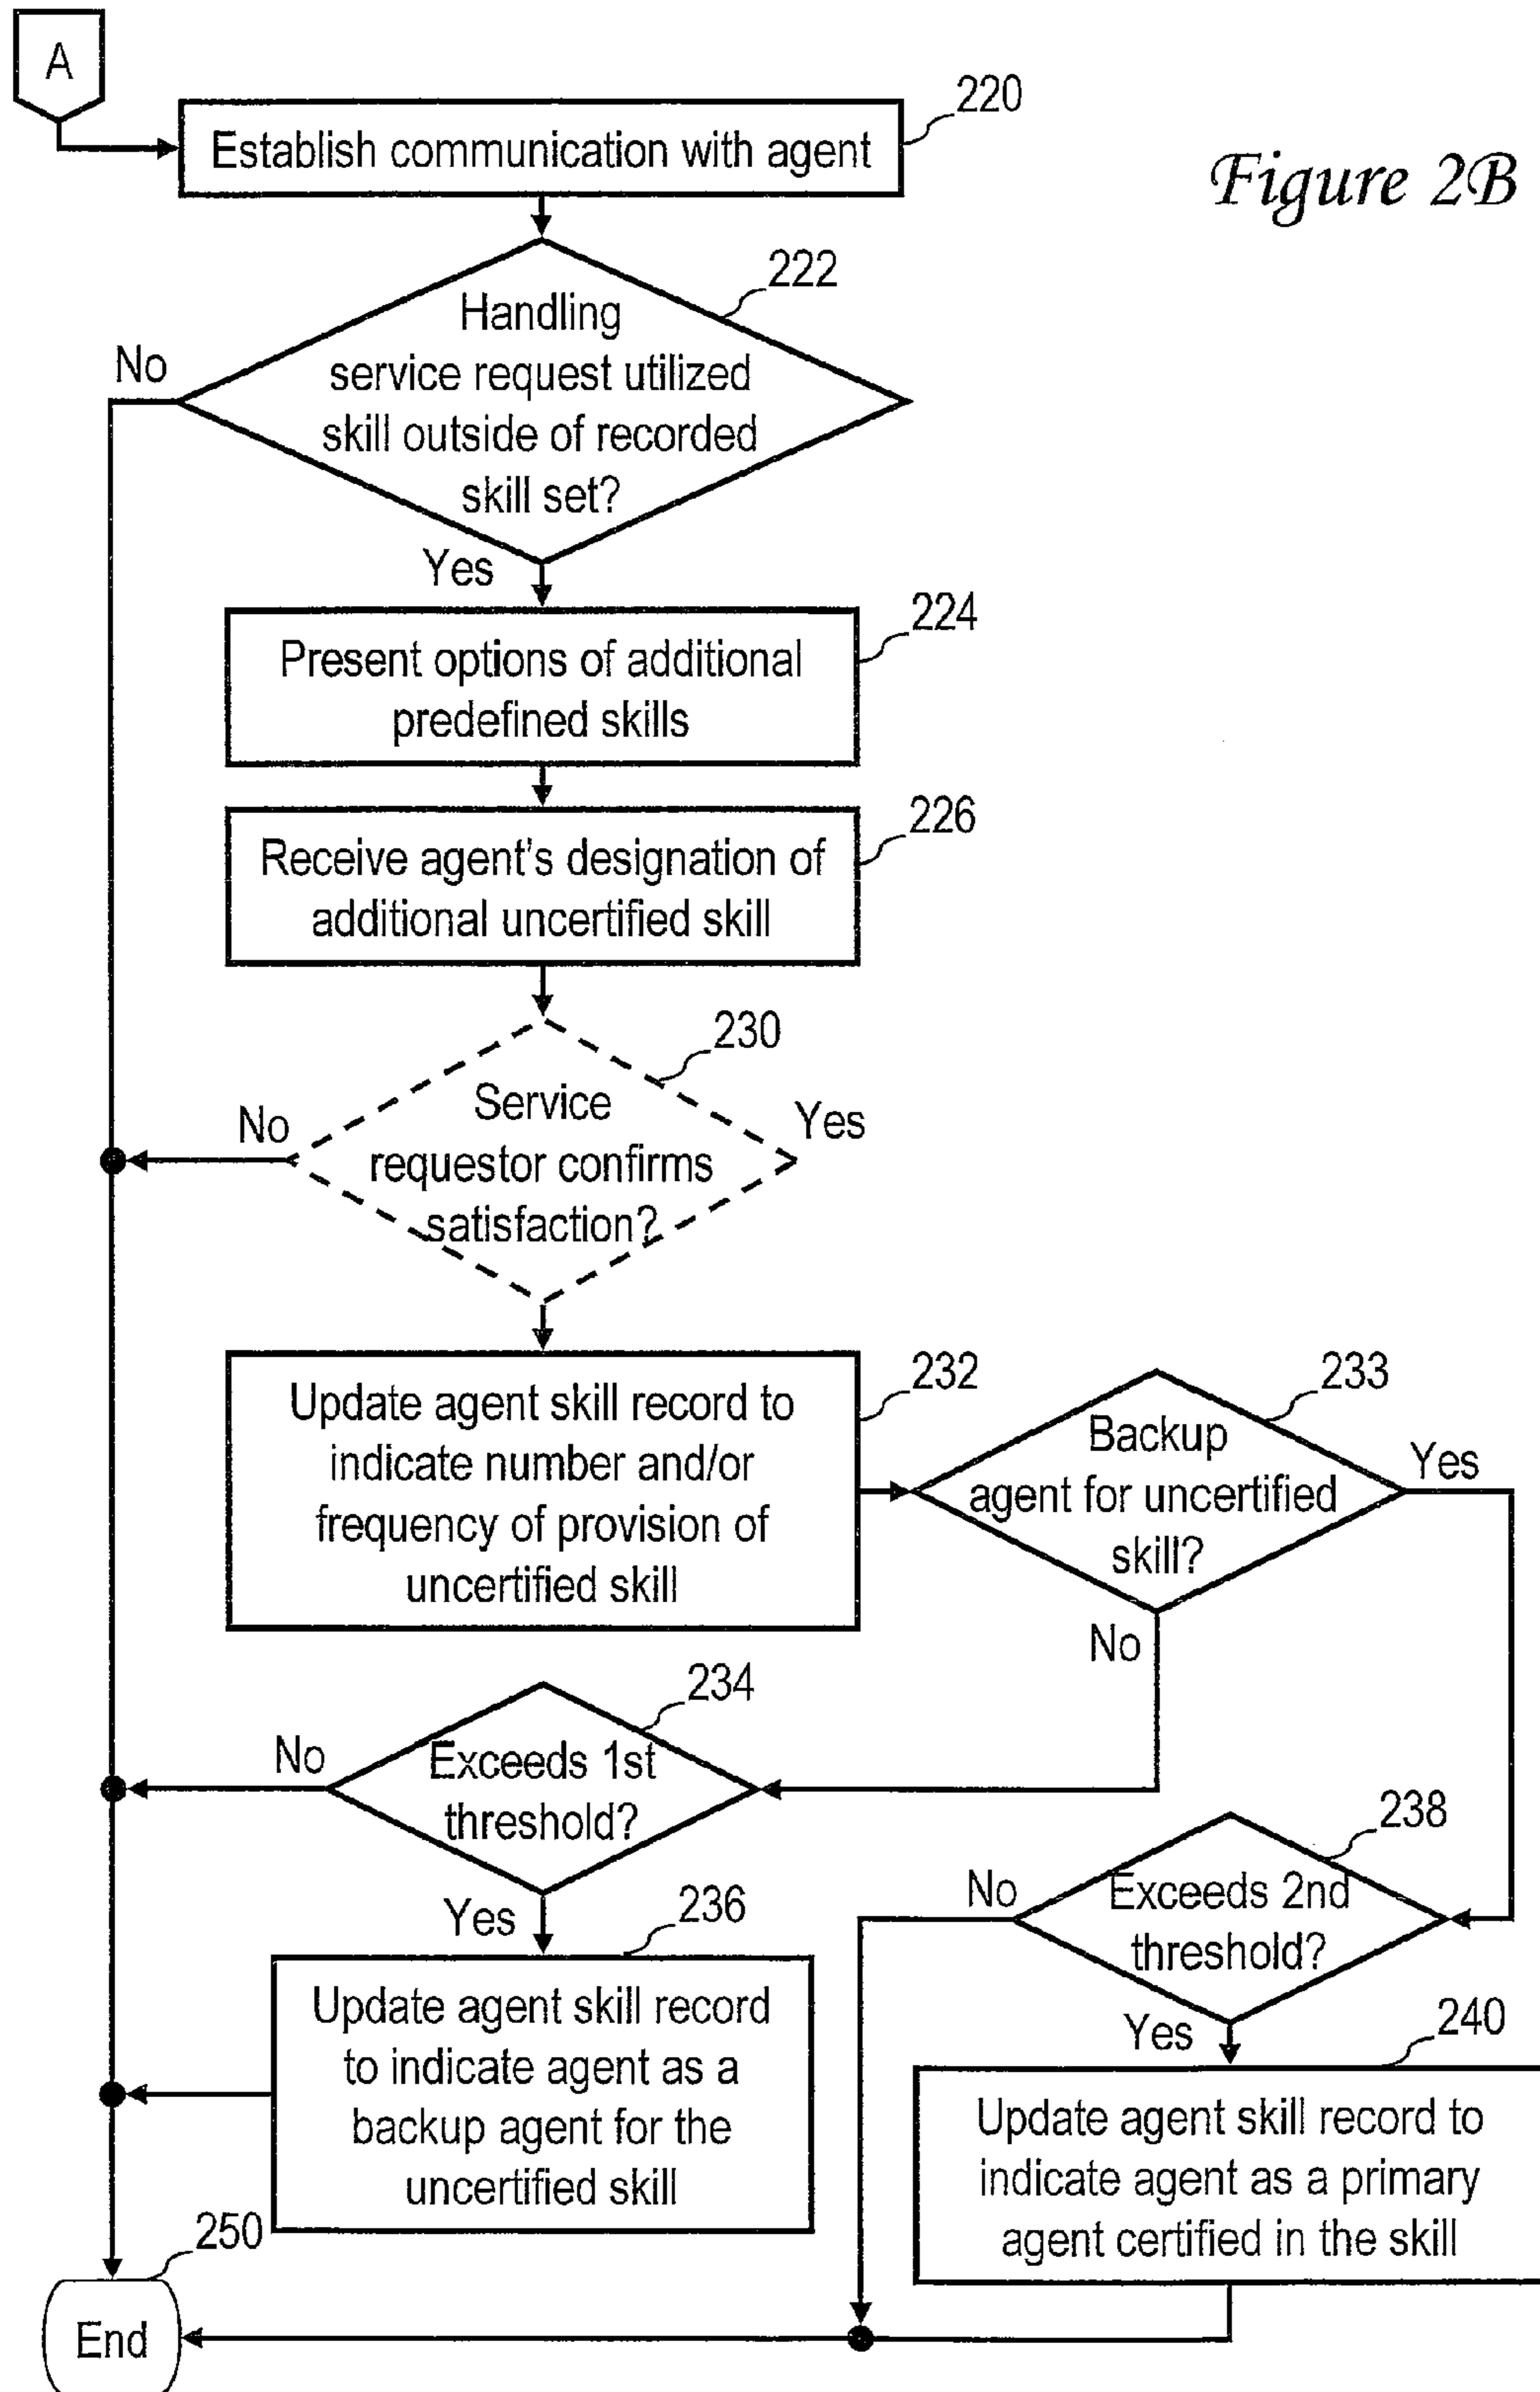 A
220
Establish communication with agent
Figure 2B
222
Handling
service request utilized
skill outside of recorded
skill set?
No
Yes
224
Present options of additional
predefined skills
226
Receive agent's designation of
additional uncertified skill
230
Service
requestor confirms
satisfaction?
No
Yes
232
Update agent skill record to
indicate number and/or
frequency of provision of
uncertified skill
233
Backup
agent for uncertified
skill?
Yes
No
234
Exceeds 1st
threshold?
No
Yes
236
Update agent skill record
to indicate agent as a
backup agent for the
uncertified skill
238
Exceeds 2nd
threshold?
No
Yes
240
Update agent skill record to
indicate agent as a primary
agent certified in the skill
250
End